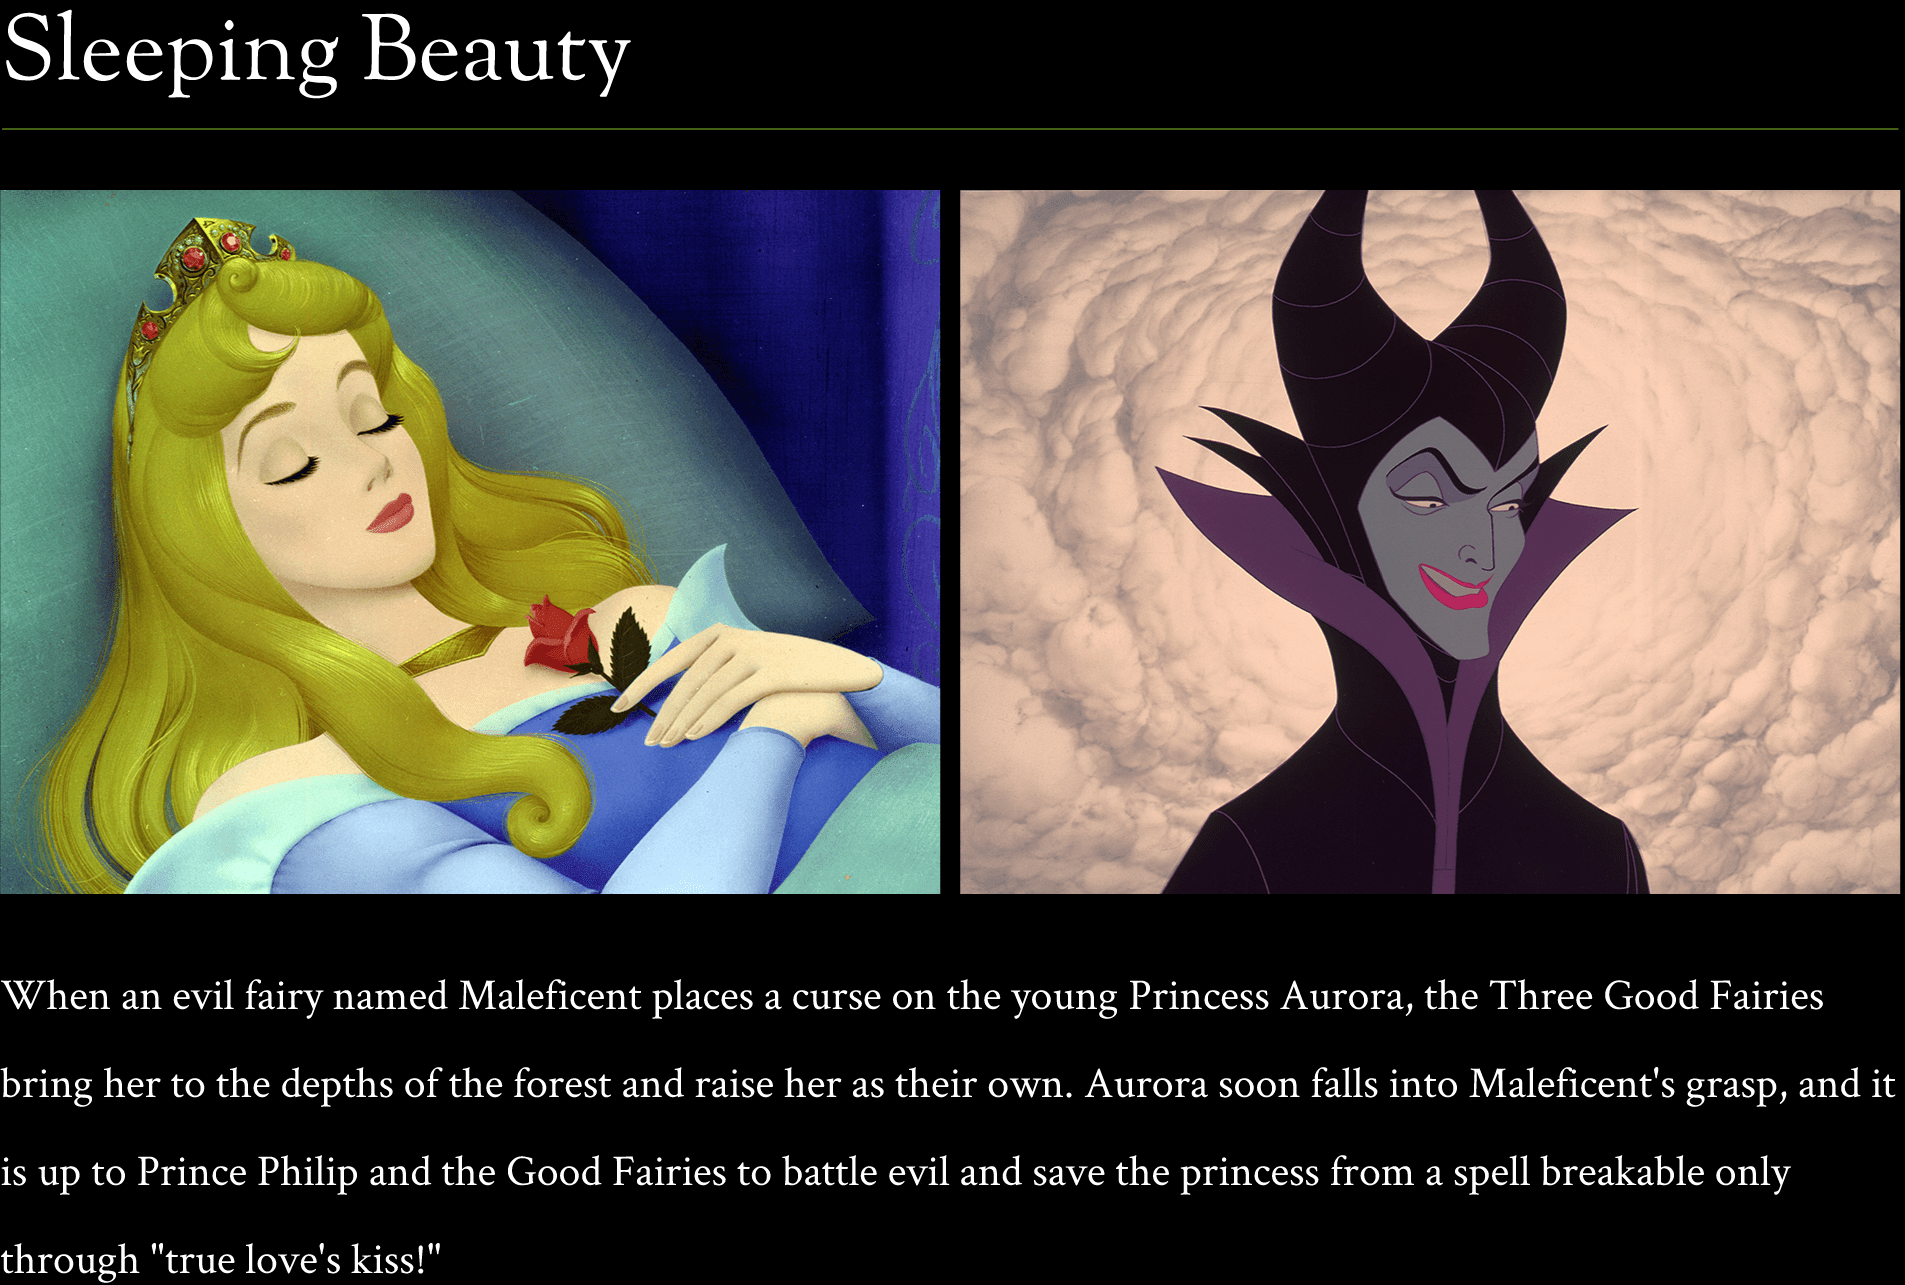 Sleeping Beauty
When an evil fairy named Maleficent places a curse on the young Princess Aurora, the Three Good Fairies
bring her to the depths of the forest and raise her as their own. Aurora soon falls into Maleficent's grasp, and it
is up to Prince Philip and the Good Fairies to battle evil and save the princess from a spell breakable only
through "true love's kiss!"